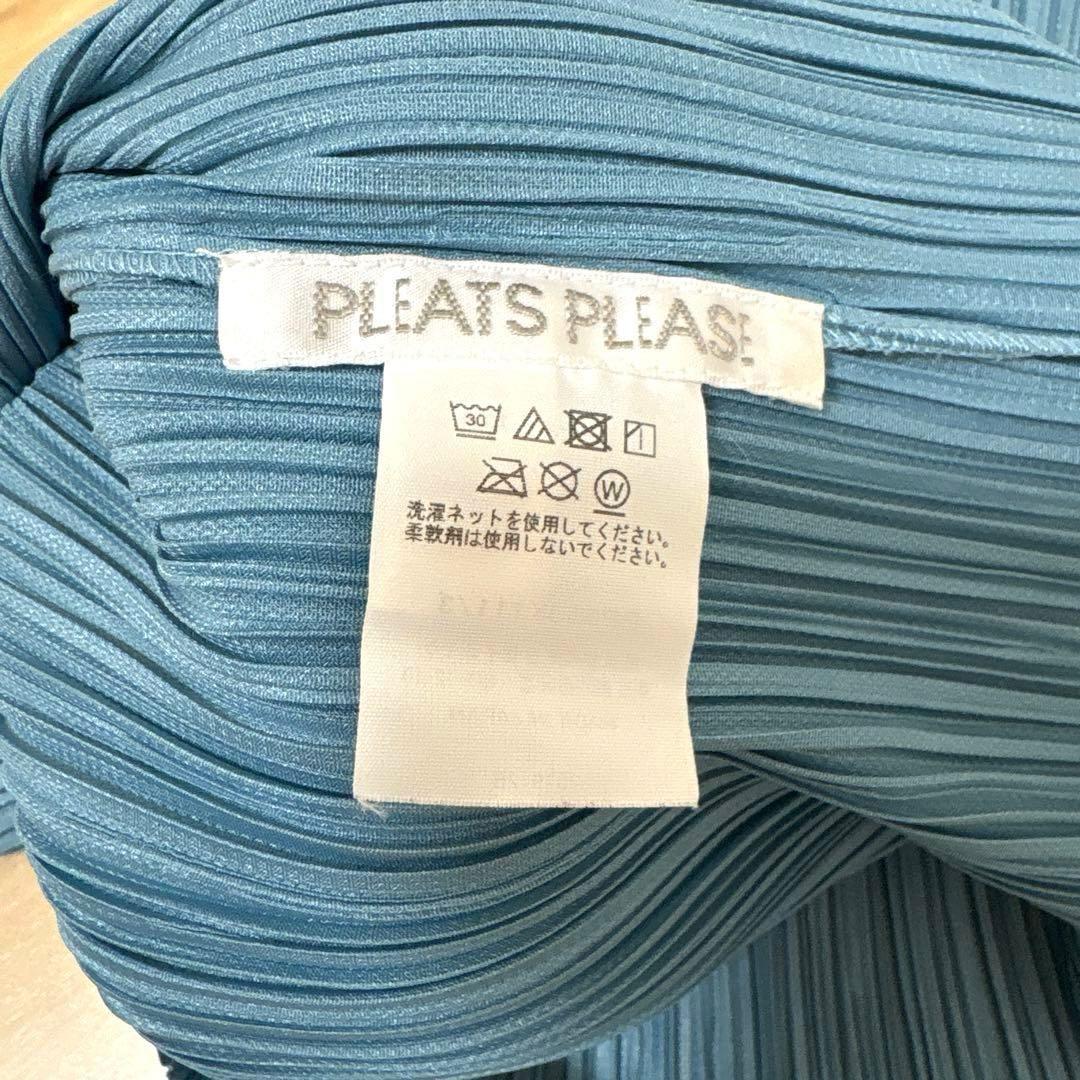 PLEATS PLEASE
30
W
洗濯ネットを使用してください。
柔軟剤は使用しないでください。